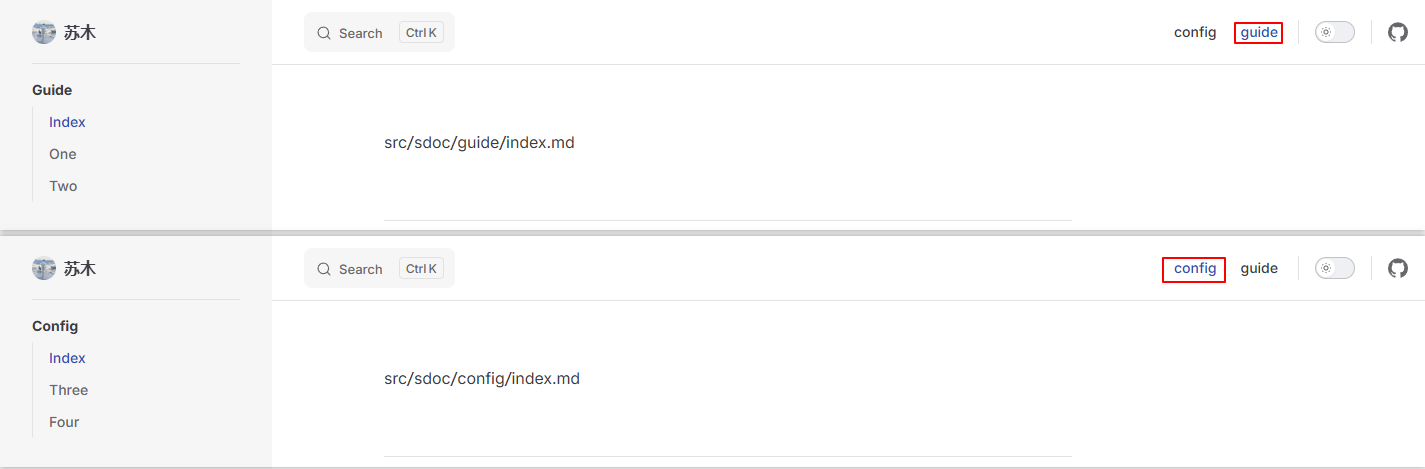 苏木 Search Ctrl K config guide
Guide
Index
src/sdoc/guide/index.md
One
Two
苏木 Search Ctrl K config guide
Config
Index
src/sdoc/config/index.md
Three
Four